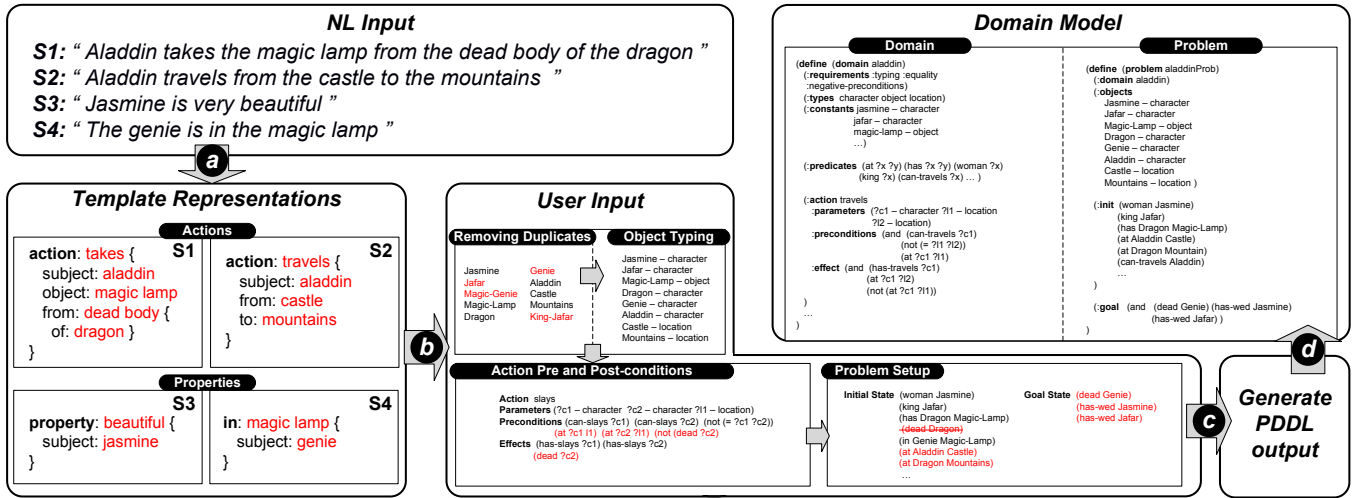 NL Input
S1: “ Aladdin takes the magic lamp from the dead body of the dragon ”
S2: “ Aladdin travels from the castle to the mountains ”
S3: “ Jasmine is very beautiful ”
S4: “ The genie is in the magic lamp ”
a
Template Representations
Actions
S1
action: takes {
subject: aladdin
object: magic lamp
from: dead body {
of: dragon }
}
S2
action: travels {
subject: aladdin
from: castle
to: mountains
}
Properties
S3
property: beautiful {
subject: jasmine
}
S4
in: magic lamp {
subject: genie
}
b
User Input
Removing Duplicates
Jasmine Genie
Jafar Aladdin
Magic-Genie Castle
Magic-Lamp Mountains
Dragon King-Jafar
Object Typing
Jasmine – character
Jafar – character
Magic-Lamp – object
Dragon – character
Genie – character
Aladdin – character
Castle – location
Mountains – location
Action Pre and Post-conditions
Action slays
Parameters (?c1 – character ?c2 – character ?l1 – location)
Preconditions (can-slays ?c1) (can-slays ?c2) (not (= ?c1 ?c2))
(at ?c1 l1) (at ?c2 ?l1) (not (dead ?c2)
Effects (has-slays ?c1) (has-slays ?c2)
(dead ?c2)
Problem Setup
Initial State (woman Jasmine)
(king Jafar)
(has Dragon Magic-Lamp)
(dead Dragon)
(in Genie Magic-Lamp)
(at Aladdin Castle)
(at Dragon Mountains)
…
Goal State (dead Genie)
(has-wed Jasmine)
(has-wed Jafar)
c
Generate
PDDL
output
d
Domain Model
Domain
(define (domain aladdin)
(:requirements :typing :equality
:negative-preconditions)
(:types character object location)
(:constants jasmine – character
jafar – character
magic-lamp – object
…)
(:predicates (at ?x ?y) (has ?x ?y) (woman ?x)
(king ?x) (can-travels ?x) … )
(:action travels
:parameters (?c1 – character ?l1 – location
?l2 – location)
:preconditions (and (can-travels ?c1)
(not (= ?l1 ?l2))
(at ?c1 ?l1)
:effect (and (has-travels ?c1)
(at ?c1 ?l2)
(not (at ?c1 ?l1))
)
…
)
Problem
(define (problem aladdinProb)
(:domain aladdin)
(:objects
Jasmine – character
Jafar – character
Magic-Lamp – object
Dragon – character
Genie – character
Aladdin – character
Castle – location
Mountains – location )
(:init (woman Jasmine)
(king Jafar)
(has Dragon Magic-Lamp)
(at Aladdin Castle)
(at Dragon Mountain)
(can-travels Aladdin)
…
)
(:goal (and (dead Genie) (has-wed Jasmine)
(has-wed Jafar) )
)